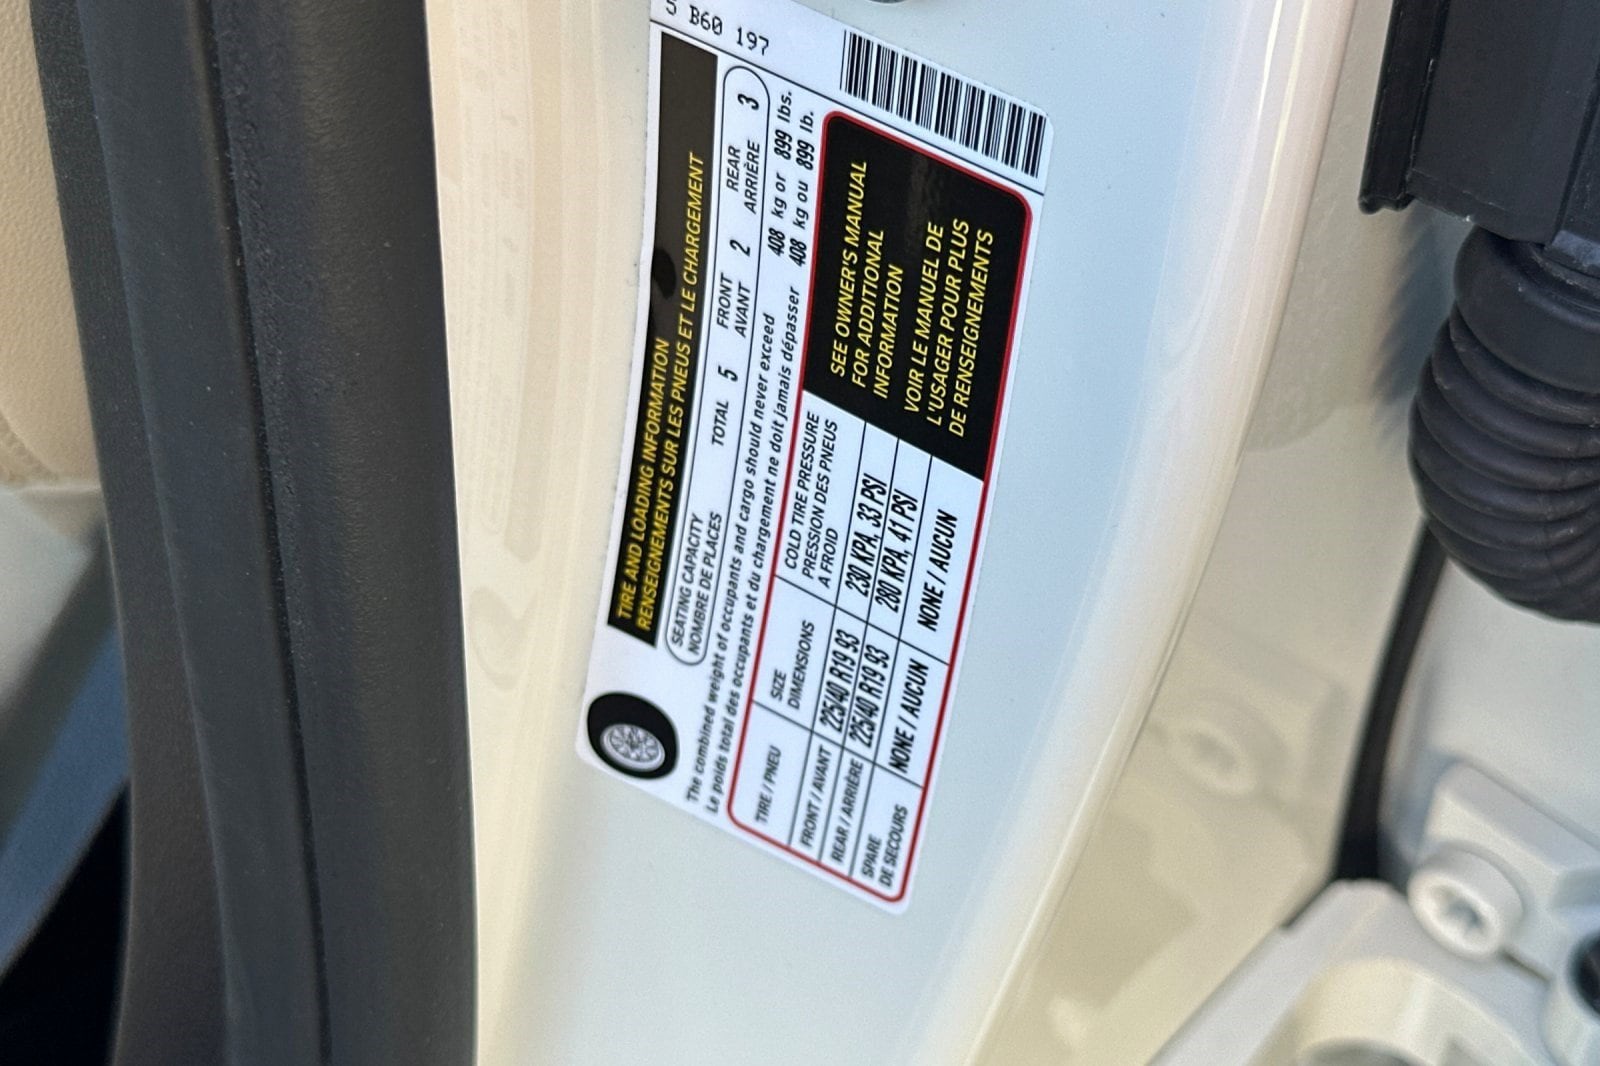 5 B60 197
TIRE AND LOADING INFORMATION
RENSEIGNEMENTS SUR LES PNEUS ET LE CHARGEMENT
SEATING CAPACITY TOTAL 5 FRONT 2 REAR 3
NOMBRE DE PLACES AVANT ARRIÈRE
The combined weight of occupants and cargo should never exceed 408 kg or 899 lbs.
Le poids total des occupants et du chargement ne doit jamais dépasser 408 kg ou 899 lb.
TIRE / PNEU
SIZE
DIMENSIONS
COLD TIRE PRESSURE
PRESSION DES PNEUS
A FROID
FRONT / AVANT 225/40 R19 93 230 KPA, 33 PSI
REAR / ARRIÈRE 225/40 R19 93 280 KPA, 41 PSI
SPARE
DE SECOURS
NONE / AUCUN NONE / AUCUN
SEE OWNER'S MANUAL
FOR ADDITIONAL
INFORMATION
VOIR LE MANUEL DE
L'USAGER POUR PLUS
DE RENSEIGNEMENTS